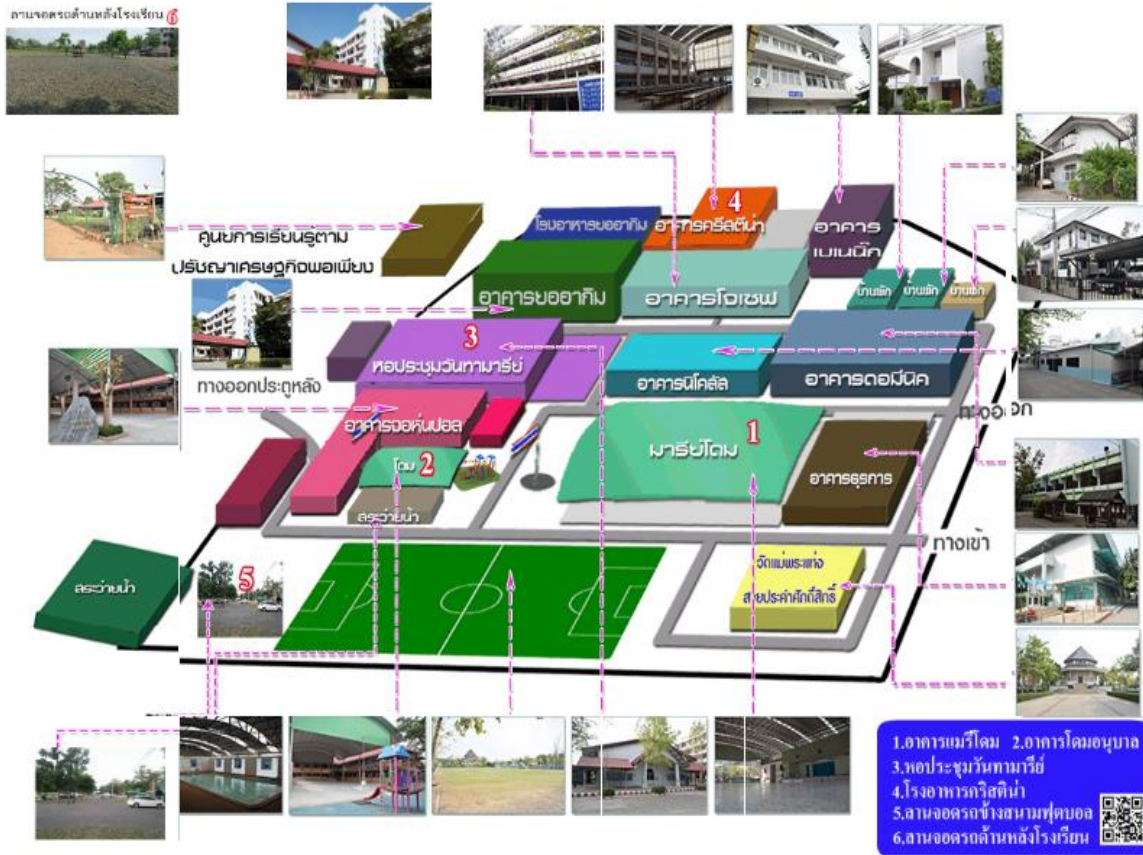 ลานจอดรถด้านหลังโรงเรียน 6
ศูนย์การเรียนรู้ตาม
ปรัชญาเศรษฐกิจพอเพียง
โรงอาหารยออากิม
4
อาคารคริสติน่า
อาคาร
เบเนนิ๊ก
อาคารยออากิม
อาคารโจเซฟ
บ้านพัก
บ้านพัก
บ้านพัก
3
หอประชุมวันทามารีย์
อาคารนิโคลัส
อาคารดอมีนิค
ทางออกประตูหลัง
ทางออก
อาคารจอห่นปอล
โดม 2
สระว่ายน้ำ
มารีย์โดม
1
อาคารธุรการ
ทางเข้า
สระว่ายน้ำ
5
วัดแม่พระแห่ง
สายประคำศักดิ์สิทธิ์
1.อาคารแมรี่โดม 2.อาคารโดมอนุบาล
3.หอประชุมวันทามารีย์
4.โรงอาหารคริสติน่า
5.ลานจอดรถข้างสนามฟุตบอล
6.ลานจอดรถด้านหลังโรงเรียน